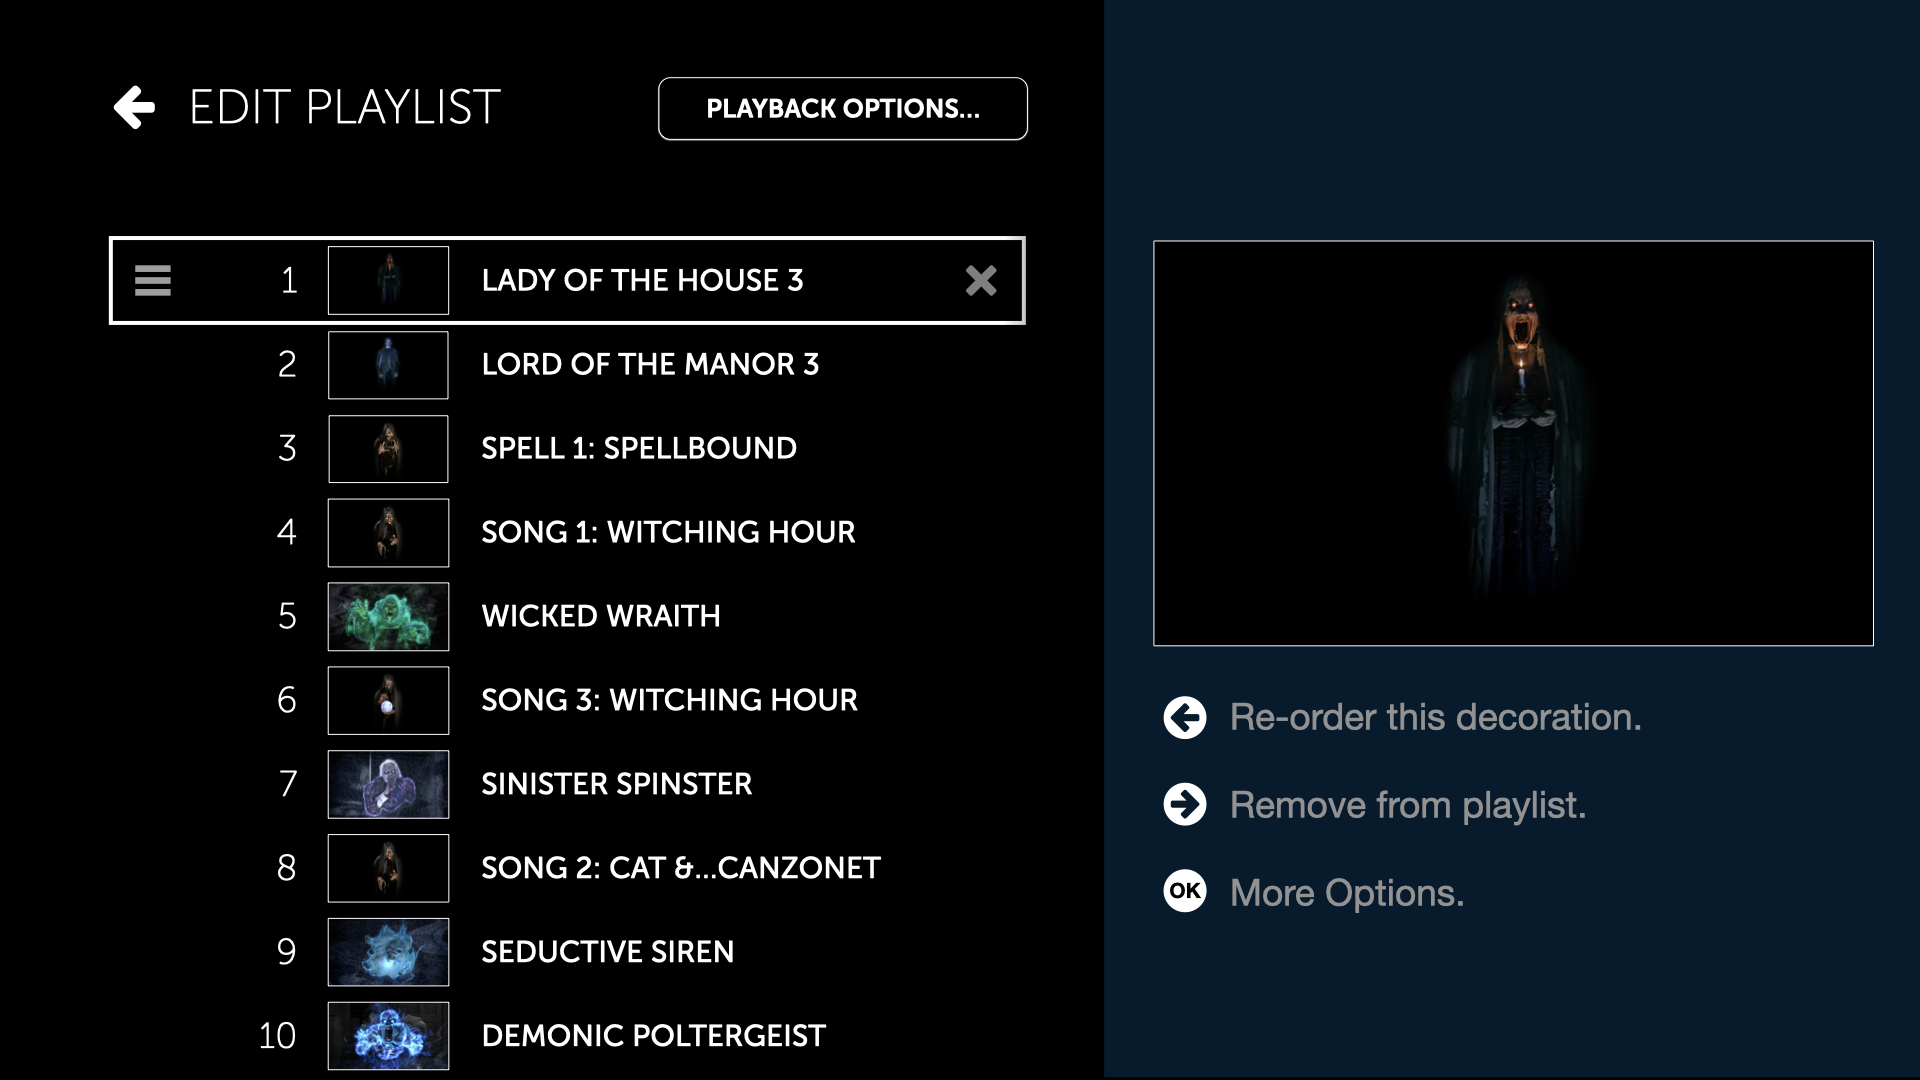 EDIT PLAYLIST
PLAYBACK OPTIONS...
1 LADY OF THE HOUSE 3
2 LORD OF THE MANOR 3
3 SPELL 1: SPELLBOUND
4 SONG 1: WITCHING HOUR
5 WICKED WRAITH
6 SONG 3: WITCHING HOUR
7 SINISTER SPINSTER
8 SONG 2: CAT &...CANZONET
9 SEDUCTIVE SIREN
10 DEMONIC POLTERGEIST
Re-order this decoration.
Remove from playlist.
OK More Options.